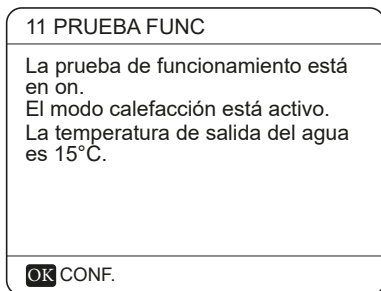 11 PRUEBA FUNC
La prueba de funcionamiento está
en on.
El modo calefacción está activo.
La temperatura de salida del agua
es 15°C.
OK CONF.